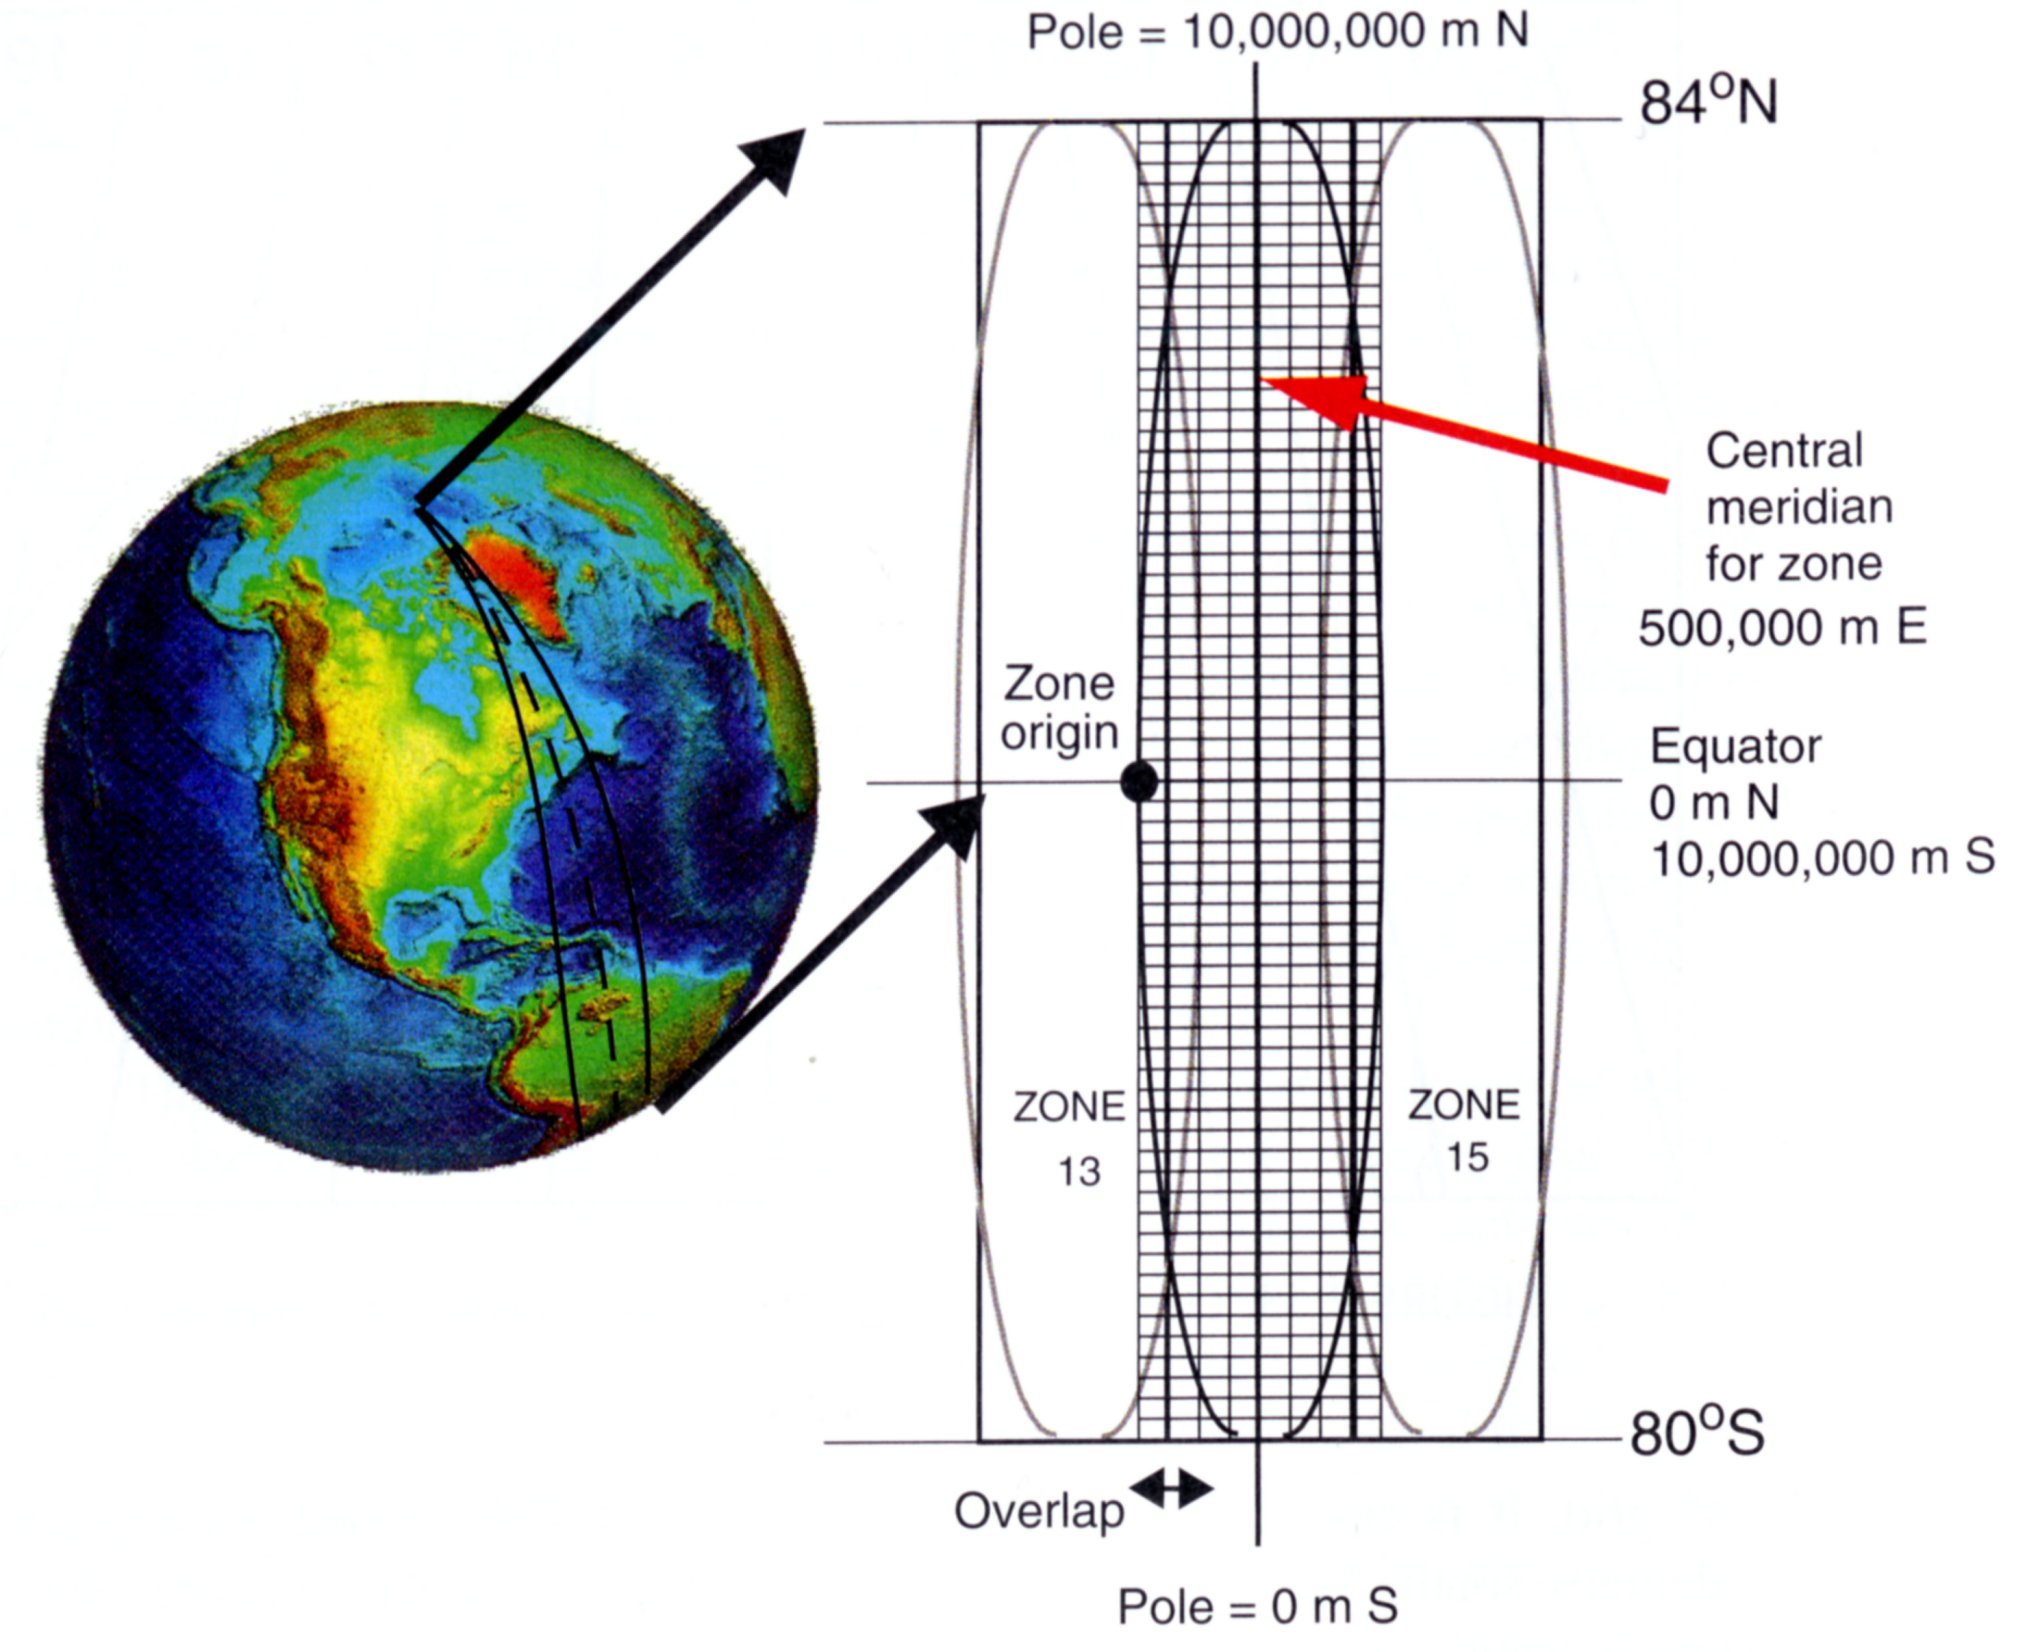 Pole = 10,000,000 m N
84°N
Central
meridian
for zone
500,000 m E
Zone
origin
Equator
0 m N
10,000,000 m S
ZONE
13
ZONE
15
80°S
Overlap
Pole = 0 m S